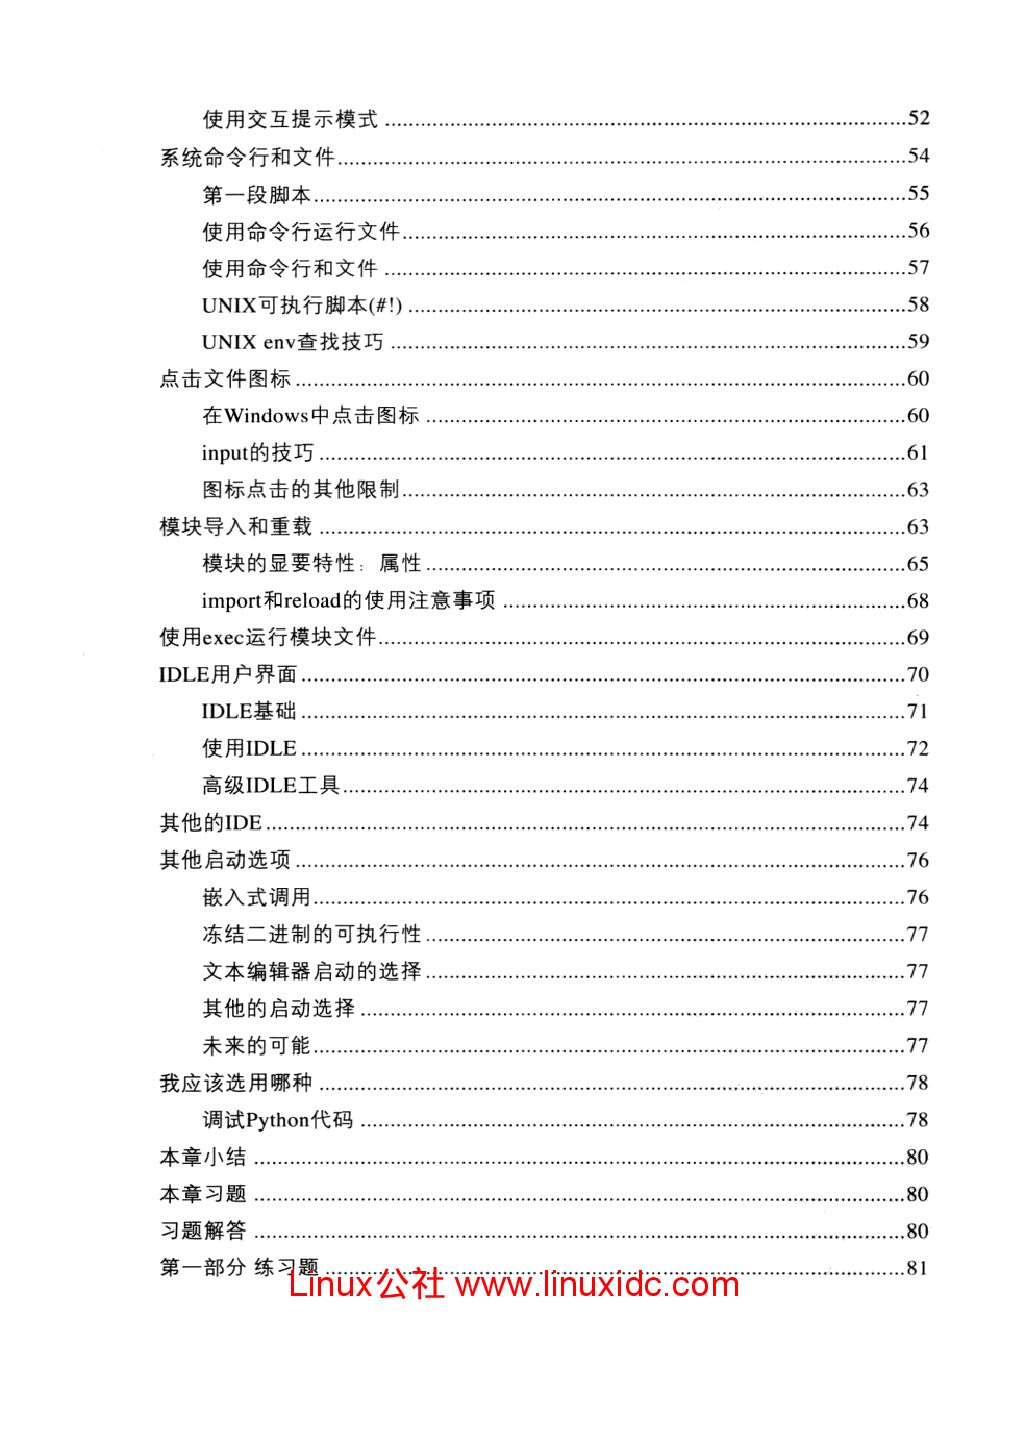 使用交互提示模式 ........ 52
系统命令行和文件 ........ 54
第一段脚本 ........ 55
使用命令行运行文件 ........ 56
使用命令行和文件 ........ 57
UNIX可执行脚本(#!) ........ 58
UNIX env查找技巧 ........ 59
点击文件图标 ........ 60
在Windows中点击图标 ........ 60
input的技巧 ........ 61
图标点击的其他限制 ........ 63
模块导入和重载 ........ 63
模块的显要特性：属性 ........ 65
import和reload的使用注意事项 ........ 68
使用exec运行模块文件 ........ 69
IDLE用户界面 ........ 70
IDLE基础 ........ 71
使用IDLE ........ 72
高级IDLE工具 ........ 74
其他的IDE ........ 74
其他启动选项 ........ 76
嵌入式调用 ........ 76
冻结二进制的可执行性 ........ 77
文本编辑器启动的选择 ........ 77
其他的启动选择 ........ 77
未来的可能 ........ 77
我应该选用哪种 ........ 78
调试Python代码 ........ 78
本章小结 ........ 80
本章习题 ........ 80
习题解答 ........ 80
第一部分 练习题 ........ 81
Linux公社 www.linuxidc.com